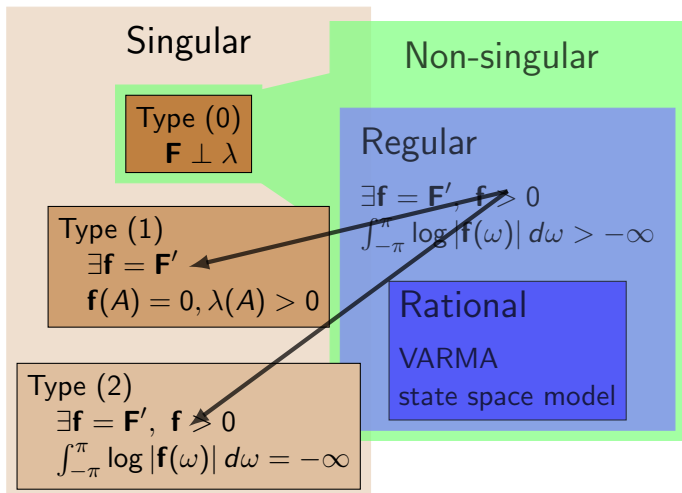 Singular
Type (0)
F ⊥ λ
Type (1)
∃f = F′
f(A) = 0, λ(A) > 0
Type (2)
∃f = F′, f > 0
∫_{-π}^{π} log |f(ω)| dω = −∞
Non-singular
Regular
∃f = F′, f > 0
∫_{-π}^{π} log |f(ω)| dω > −∞
Rational
VARMA
state space model